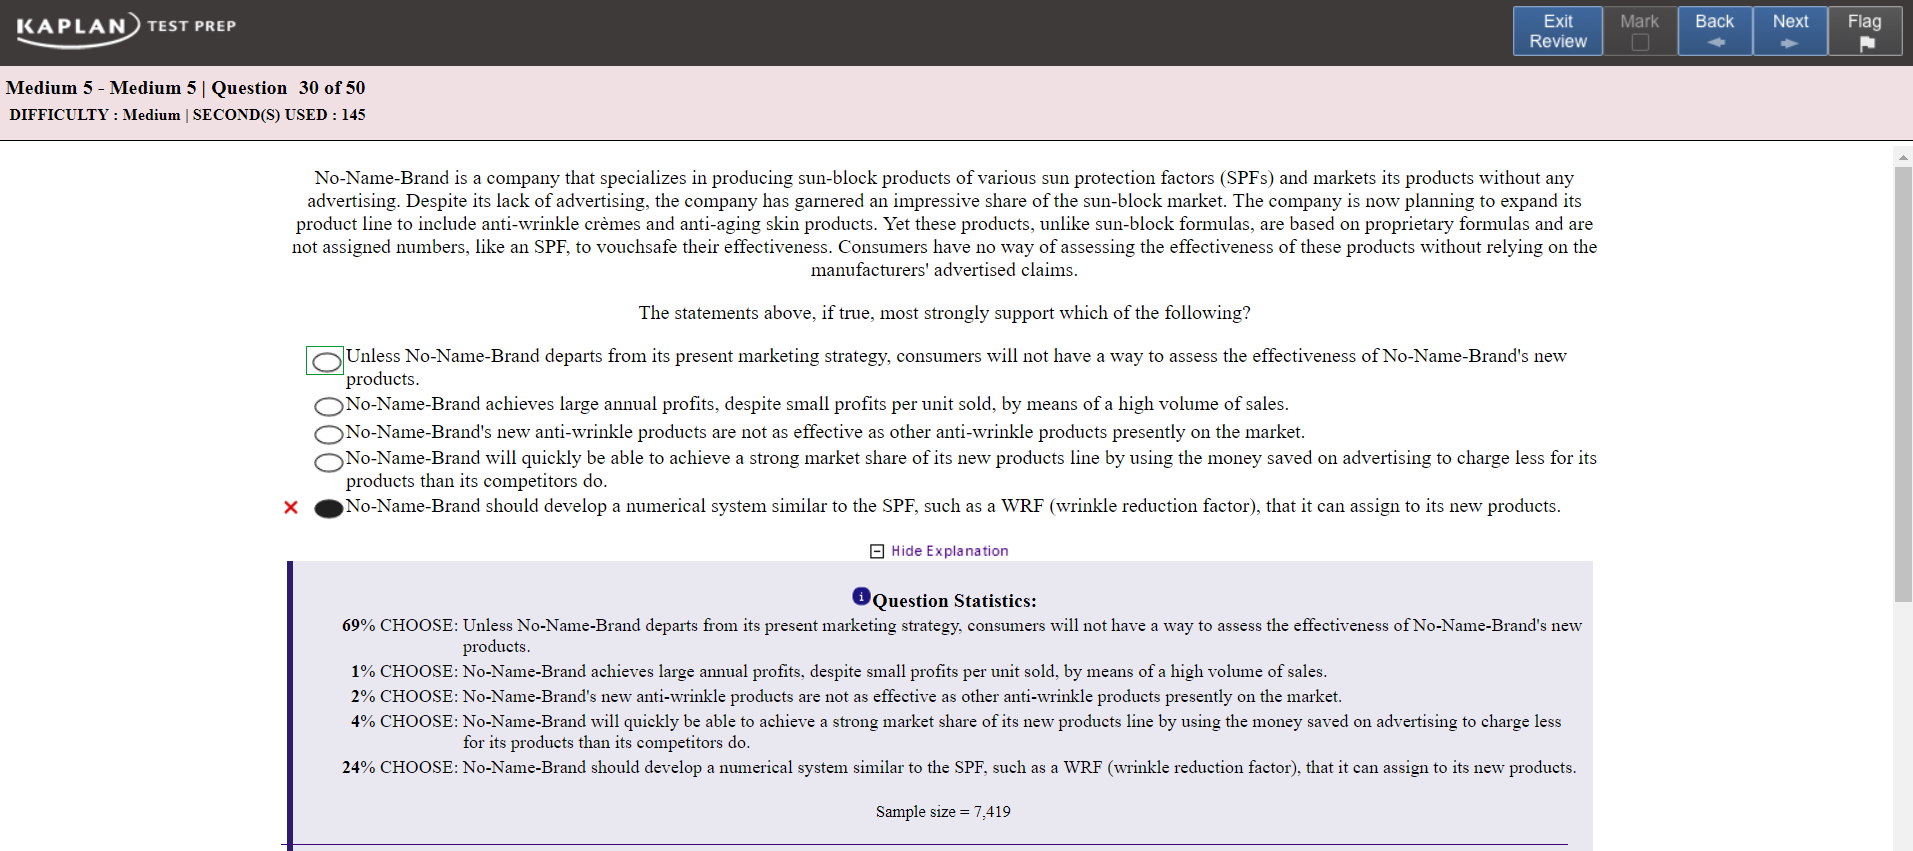 KAPLAN TEST PREP
Exit Review
Mark
Back
Next
Flag
Medium 5 - Medium 5 | Question 30 of 50
DIFFICULTY : Medium | SECOND(S) USED : 145
No-Name-Brand is a company that specializes in producing sun-block products of various sun protection factors (SPFs) and markets its products without any
advertising. Despite its lack of advertising, the company has garnered an impressive share of the sun-block market. The company is now planning to expand its
product line to include anti-wrinkle crèmes and anti-aging skin products. Yet these products, unlike sun-block formulas, are based on proprietary formulas and are
not assigned numbers, like an SPF, to vouchsafe their effectiveness. Consumers have no way of assessing the effectiveness of these products without relying on the
manufacturers' advertised claims.
The statements above, if true, most strongly support which of the following?
Unless No-Name-Brand departs from its present marketing strategy, consumers will not have a way to assess the effectiveness of No-Name-Brand's new
products.
No-Name-Brand achieves large annual profits, despite small profits per unit sold, by means of a high volume of sales.
No-Name-Brand's new anti-wrinkle products are not as effective as other anti-wrinkle products presently on the market.
No-Name-Brand will quickly be able to achieve a strong market share of its new products line by using the money saved on advertising to charge less for its
products than its competitors do.
No-Name-Brand should develop a numerical system similar to the SPF, such as a WRF (wrinkle reduction factor), that it can assign to its new products.
Hide Explanation
Question Statistics:
69% CHOOSE: Unless No-Name-Brand departs from its present marketing strategy, consumers will not have a way to assess the effectiveness of No-Name-Brand's new
products.
1% CHOOSE: No-Name-Brand achieves large annual profits, despite small profits per unit sold, by means of a high volume of sales.
2% CHOOSE: No-Name-Brand's new anti-wrinkle products are not as effective as other anti-wrinkle products presently on the market.
4% CHOOSE: No-Name-Brand will quickly be able to achieve a strong market share of its new products line by using the money saved on advertising to charge less
for its products than its competitors do.
24% CHOOSE: No-Name-Brand should develop a numerical system similar to the SPF, such as a WRF (wrinkle reduction factor), that it can assign to its new products.
Sample size = 7,419